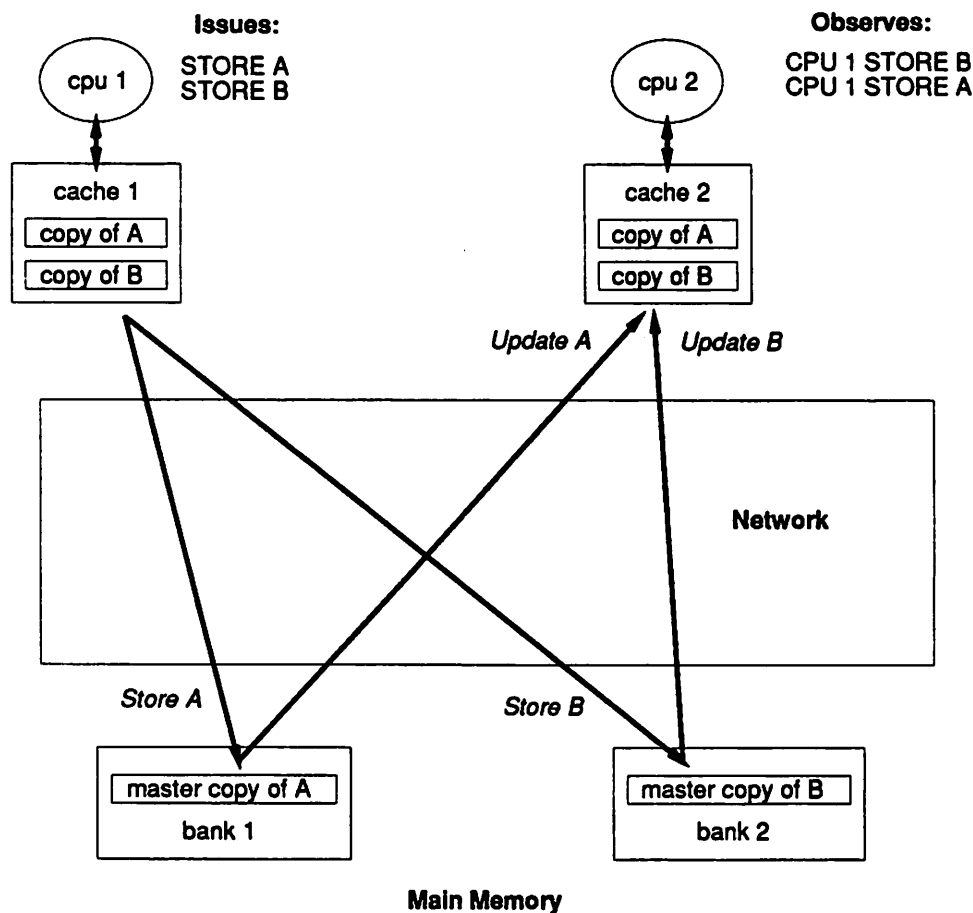 Issues:
STORE A
STORE B
Observes:
CPU 1 STORE B
CPU 1 STORE A
cpu 1
cpu 2
cache 1
copy of A
copy of B
cache 2
copy of A
copy of B
Update A
Update B
Network
Store A
Store B
master copy of A
bank 1
master copy of B
bank 2
Main Memory